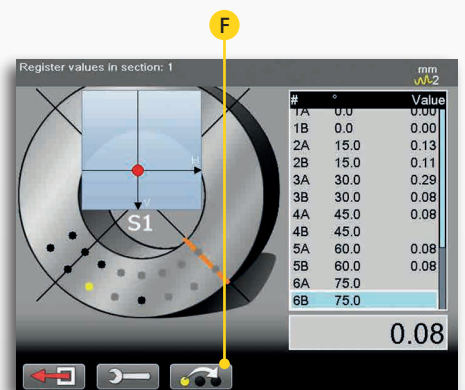 F
Register values in section: 1
mm
2
# ° Value
1A 0.0 0.00
1B 0.0 0.00
2A 15.0 0.13
2B 15.0 0.11
3A 30.0 0.29
3B 30.0 0.08
4A 45.0 0.08
4B 45.0
5A 60.0 0.08
5B 60.0 0.08
6A 75.0
6B 75.0
H
V
S1
0.08